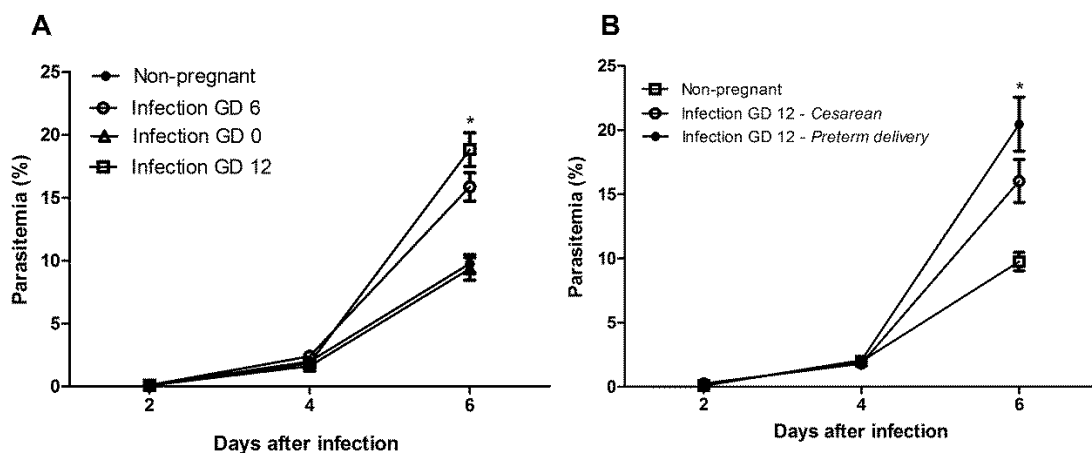 A
Non-pregnant
Infection GD 6
Infection GD 0
Infection GD 12
*
25
20
15
10
5
0
Parasitemia (%)
2 4 6
Days after infection
B
Non-pregnant
Infection GD 12 - Cesarean
Infection GD 12 - Preterm delivery
*
25
20
15
10
5
0
Parasitemia (%)
2 4 6
Days after infection